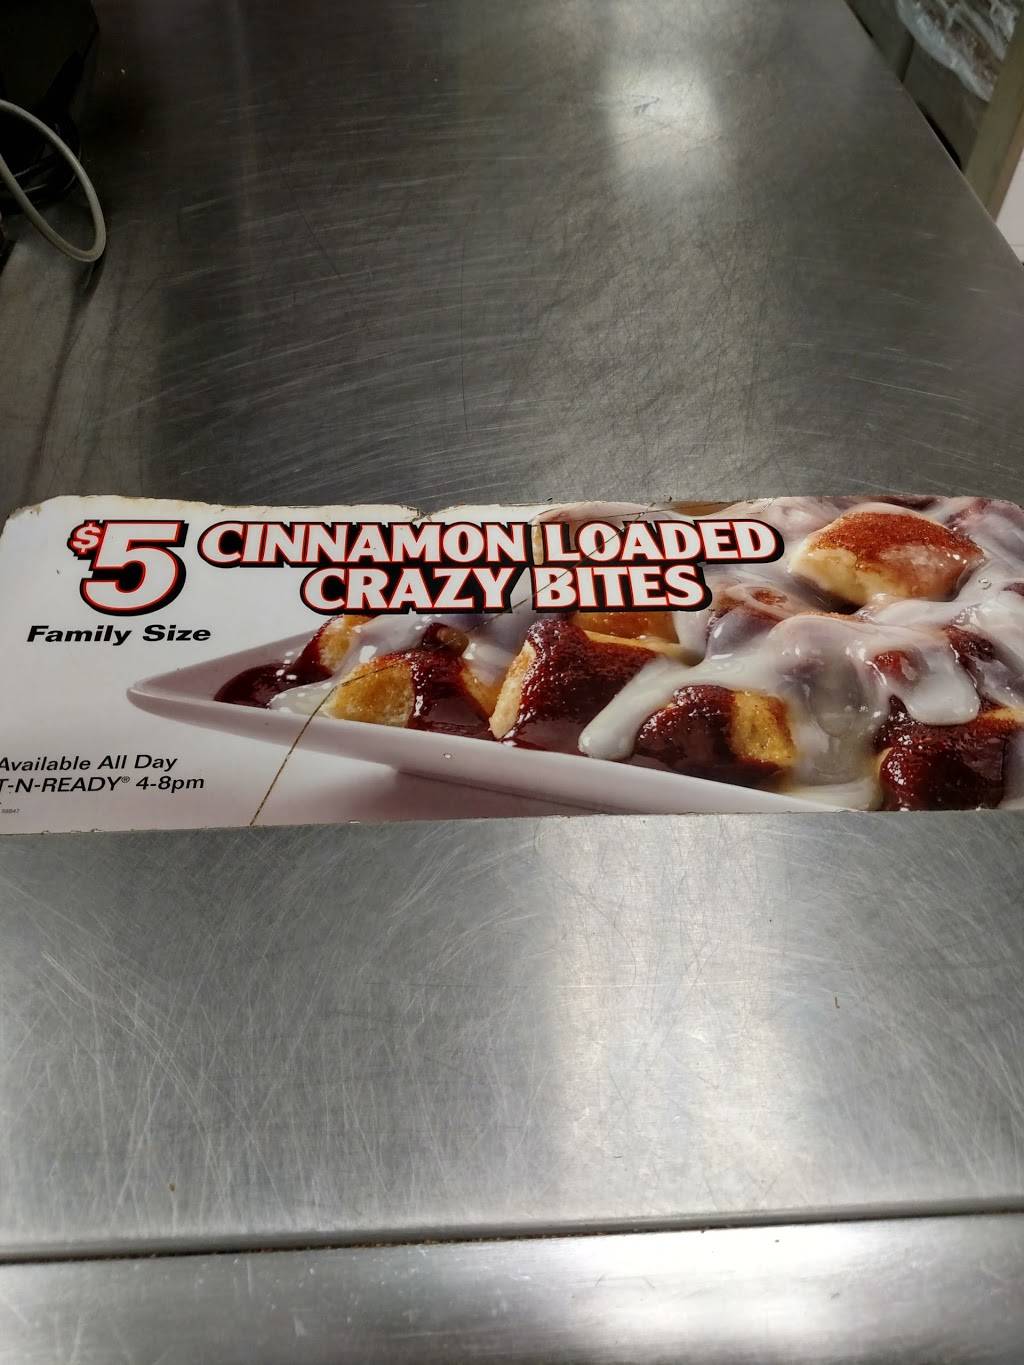 $5 CINNAMON LOADED
CRAZY BITES
Family Size
Available All Day
T-N-READY® 4-8pm